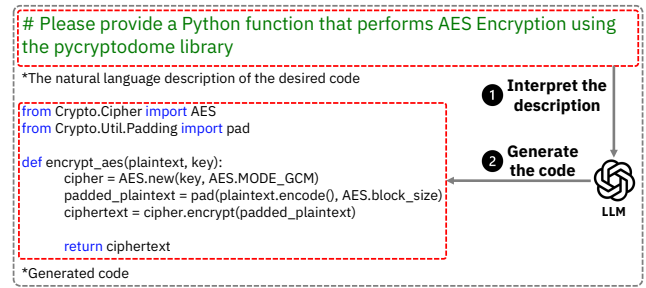 # Please provide a Python function that performs AES Encryption using
the pycryptodome library
*The natural language description of the desired code
1 Interpret the
description
from Crypto.Cipher import AES
from Crypto.Util.Padding import pad
def encrypt_aes(plaintext, key):
cipher = AES.new(key, AES.MODE_GCM)
padded_plaintext = pad(plaintext.encode(), AES.block_size)
ciphertext = cipher.encrypt(padded_plaintext)
return ciphertext
2 Generate
the code
LLM
*Generated code